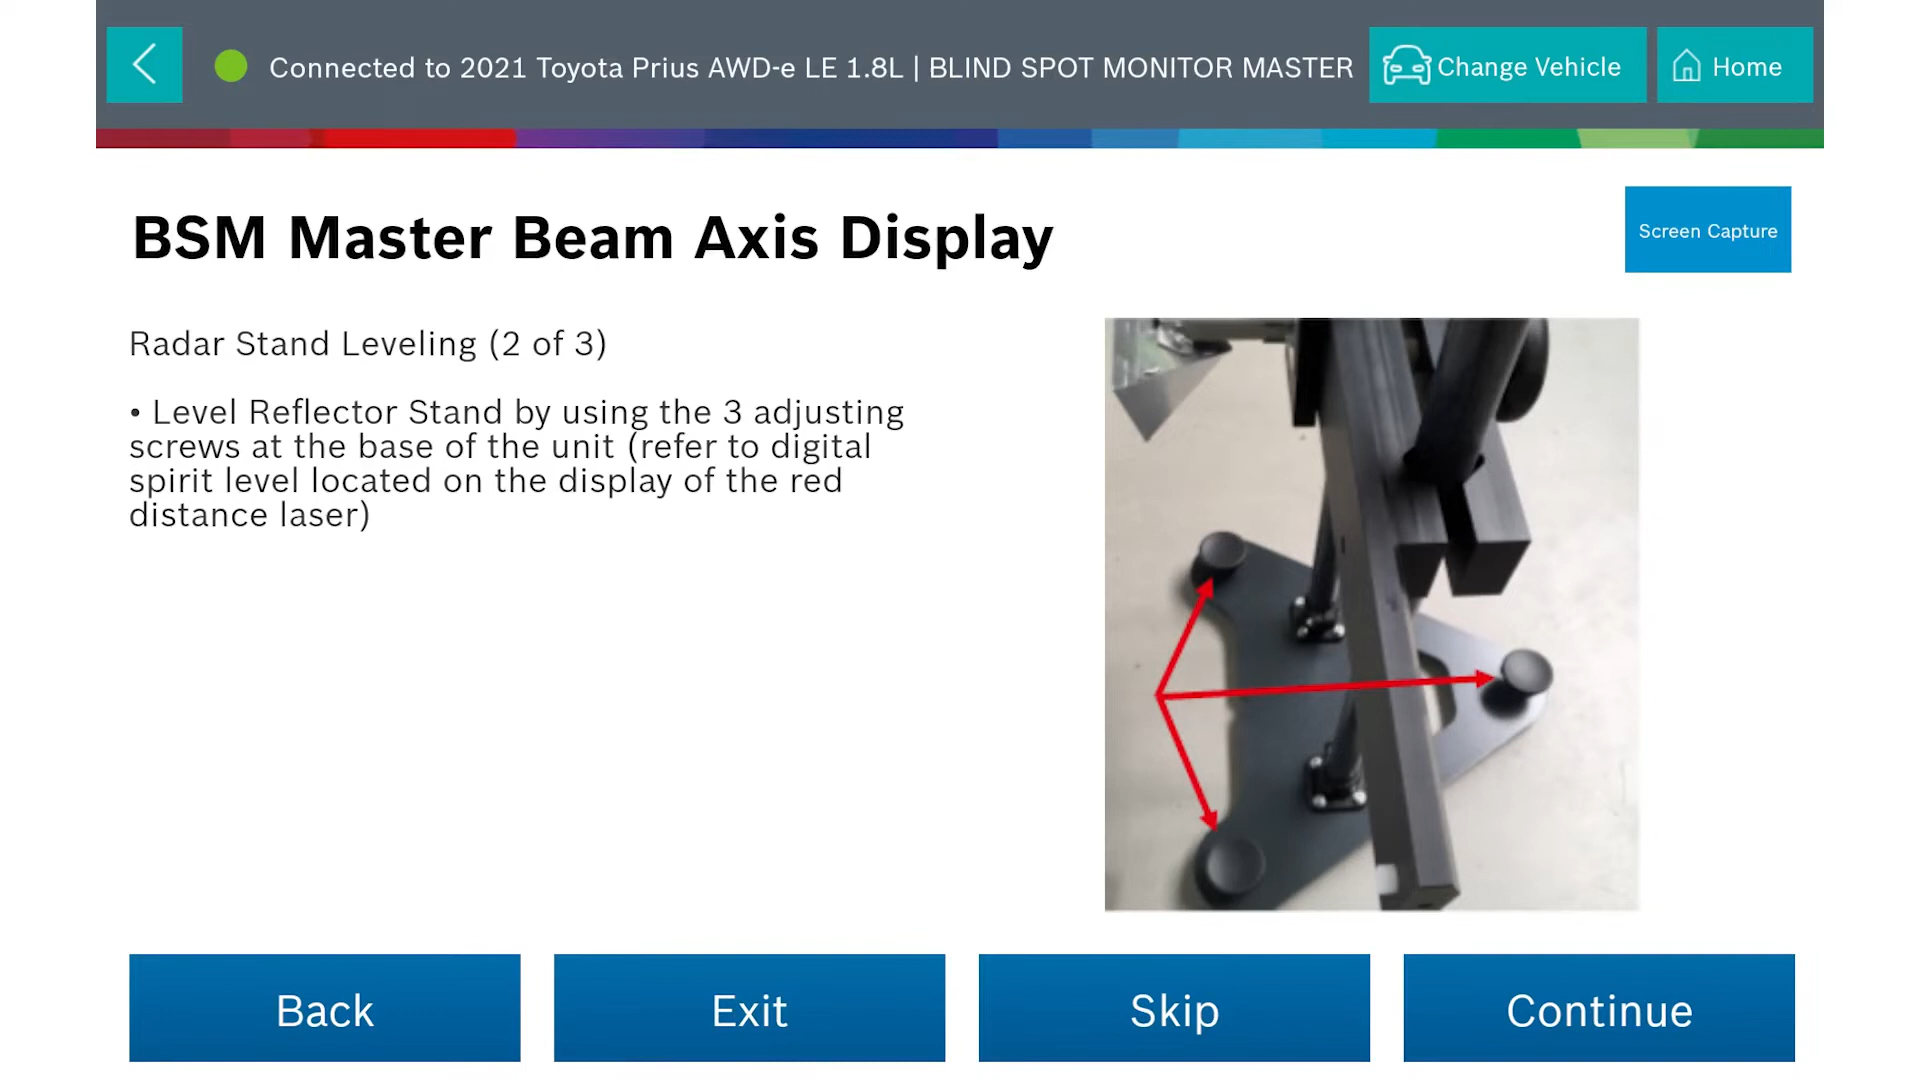 Connected to 2021 Toyota Prius AWD-e LE 1.8L | BLIND SPOT MONITOR MASTER
Change Vehicle
Home
BSM Master Beam Axis Display
Screen Capture
Radar Stand Leveling (2 of 3)
• Level Reflector Stand by using the 3 adjusting
screws at the base of the unit (refer to digital
spirit level located on the display of the red
distance laser)
Back
Exit
Skip
Continue